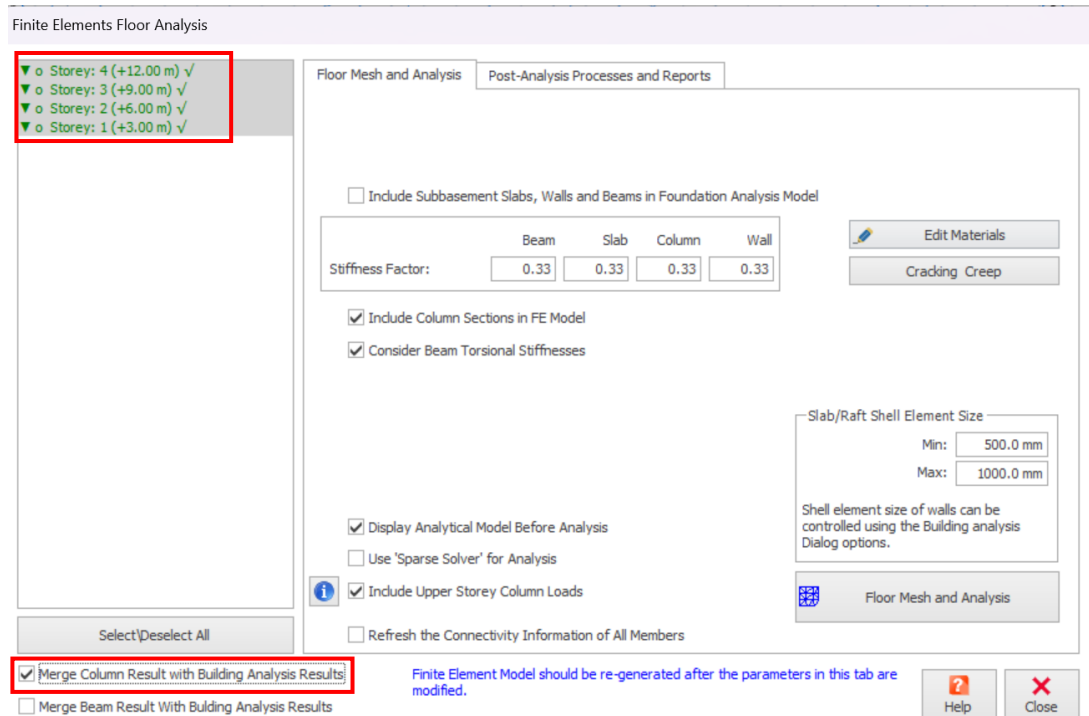 Finite Elements Floor Analysis
▼ o Storey: 4 (+12.00 m) √
▼ o Storey: 3 (+9.00 m) √
▼ o Storey: 2 (+6.00 m) √
▼ o Storey: 1 (+3.00 m) √
Select\Deselect All
Floor Mesh and Analysis
Post-Analysis Processes and Reports
Include Subbasement Slabs, Walls and Beams in Foundation Analysis Model
Beam Slab Column Wall
Stiffness Factor: 0.33 0.33 0.33 0.33
Edit Materials
Cracking Creep
Include Column Sections in FE Model
Consider Beam Torsional Stiffnesses
Slab/Raft Shell Element Size
Min: 500.0 mm
Max: 1000.0 mm
Shell element size of walls can be
controlled using the Building analysis
Dialog options.
Display Analytical Model Before Analysis
Use 'Sparse Solver' for Analysis
Include Upper Storey Column Loads
Refresh the Connectivity Information of All Members
Floor Mesh and Analysis
Merge Column Result with Building Analysis Results
Merge Beam Result With Bulding Analysis Results
Finite Element Model should be re-generated after the parameters in this tab are
modified.
Help
Close